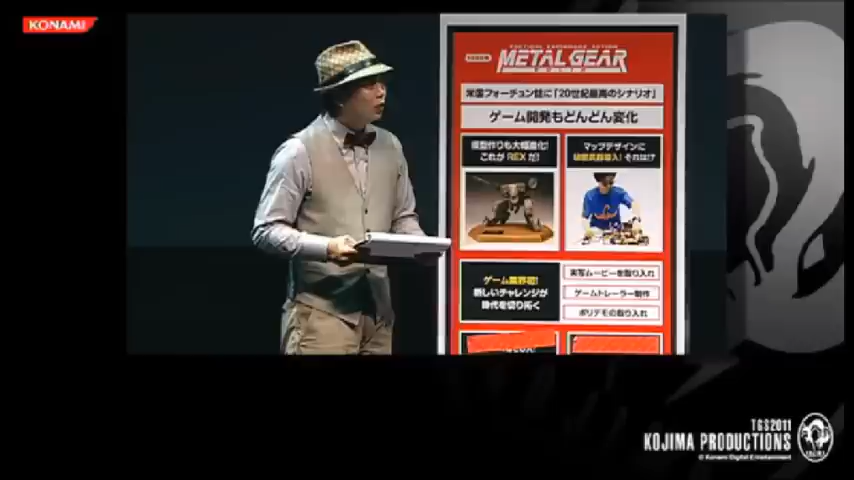 KONAMI
TACTICAL ESPIONAGE ACTION
METAL GEAR
SOLID
米国フォーチュン誌に「20世紀最高のシナリオ」
ゲーム開発もどんどん変化
模型作りも大幅進化!
これが REX だ!
マップデザインに
秘密兵器導入! それは!?
ゲーム業界初!
新しいチャレンジが
時代を切り拓く
実写ムービーを取り入れ
ゲームトレーラー制作
ポリデモの取り入れ
TGS2011
KOJIMA PRODUCTIONS
© Konami Digital Entertainment